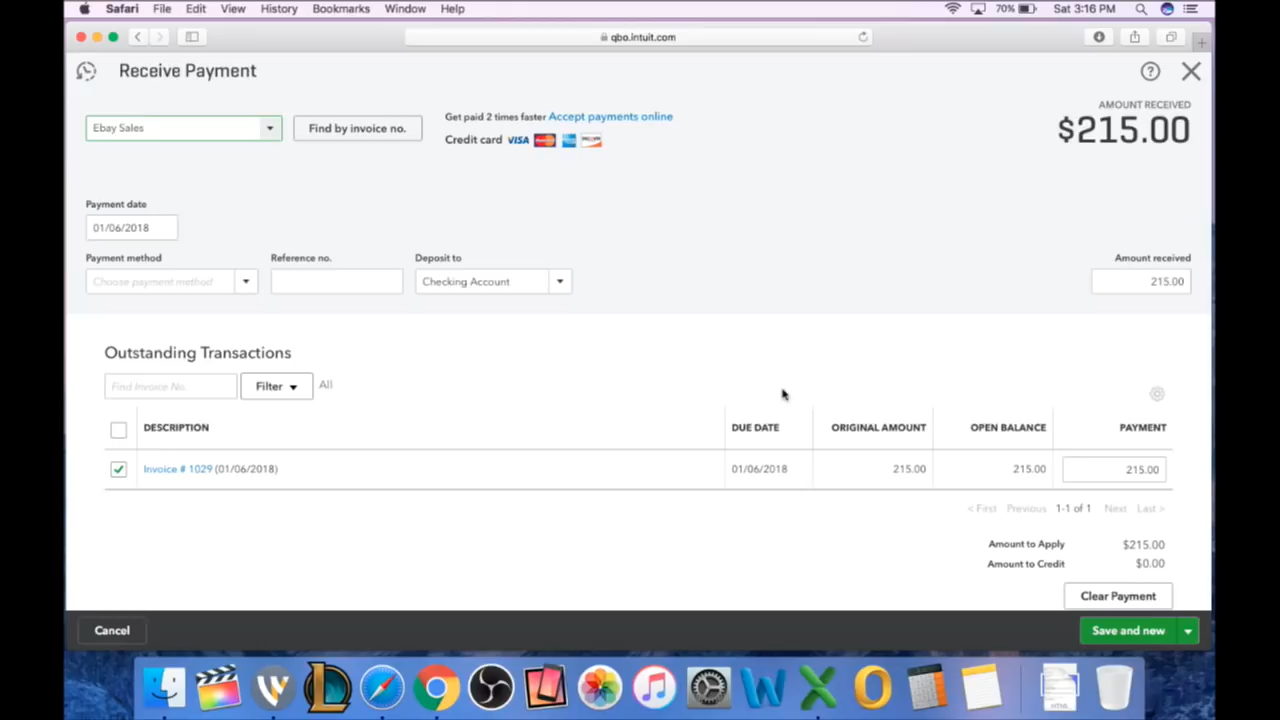 Safari File Edit View History Bookmarks Window Help 70% Sat 3:16 PM
qbo.intuit.com
Receive Payment
AMOUNT RECEIVED
$215.00
Ebay Sales
Find by invoice no.
Get paid 2 times faster Accept payments online
Credit card VISA
Payment date
01/06/2018
Payment method Reference no. Deposit to Amount received
Choose payment method Checking Account 215.00
Outstanding Transactions
Find Invoice No. Filter All
DESCRIPTION DUE DATE ORIGINAL AMOUNT OPEN BALANCE PAYMENT
Invoice # 1029 (01/06/2018) 01/06/2018 215.00 215.00 215.00
< First Previous 1-1 of 1 Next Last >
Amount to Apply $215.00
Amount to Credit $0.00
Clear Payment
Cancel Save and new
HTML